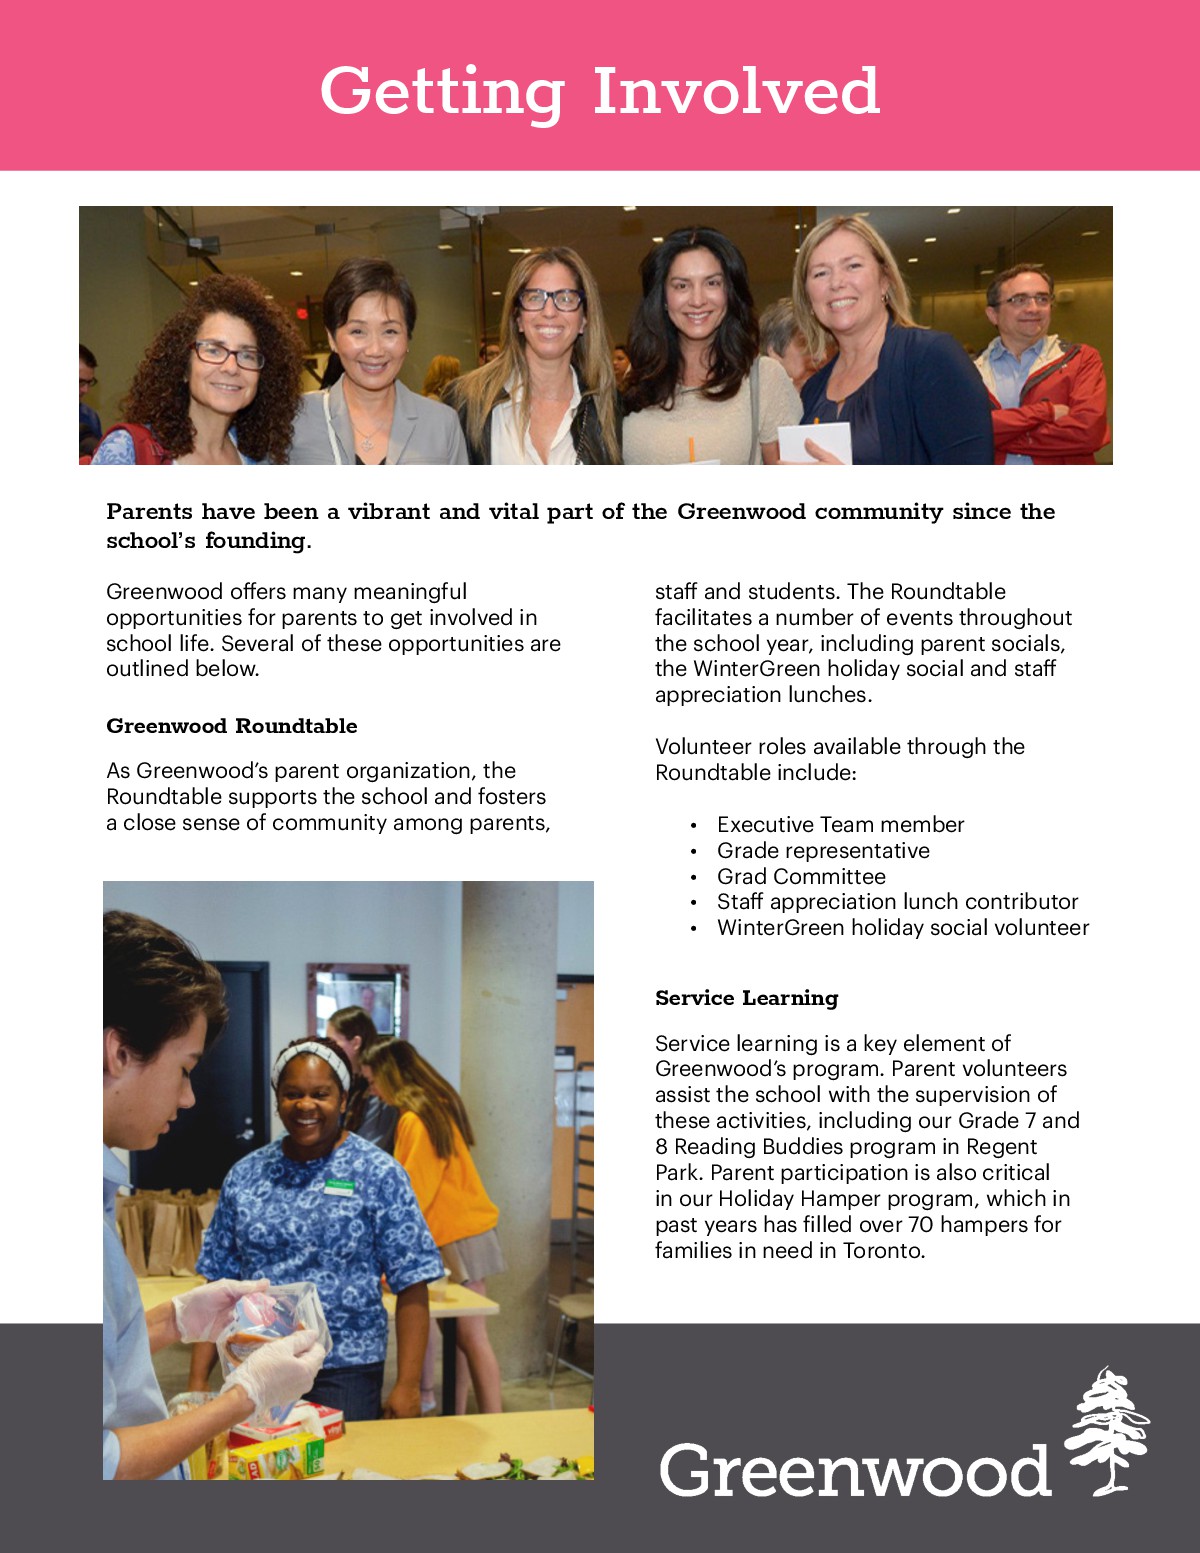 Getting Involved
Parents have been a vibrant and vital part of the Greenwood community since the
school’s founding.
Greenwood offers many meaningful
opportunities for parents to get involved in
school life. Several of these opportunities are
outlined below.
Greenwood Roundtable
As Greenwood’s parent organization, the
Roundtable supports the school and fosters
a close sense of community among parents,
staff and students. The Roundtable
facilitates a number of events throughout
the school year, including parent socials,
the WinterGreen holiday social and staff
appreciation lunches.
Volunteer roles available through the
Roundtable include:
• Executive Team member
• Grade representative
• Grad Committee
• Staff appreciation lunch contributor
• WinterGreen holiday social volunteer
Service Learning
Service learning is a key element of
Greenwood’s program. Parent volunteers
assist the school with the supervision of
these activities, including our Grade 7 and
8 Reading Buddies program in Regent
Park. Parent participation is also critical
in our Holiday Hamper program, which in
past years has filled over 70 hampers for
families in need in Toronto.
Greenwood